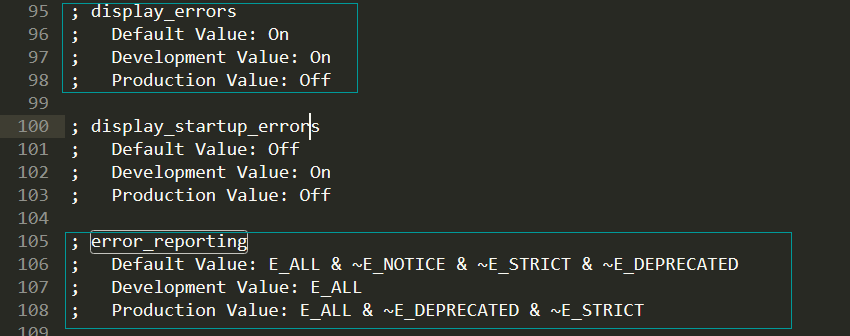 95 ; display_errors
96 ;   Default Value: On
97 ;   Development Value: On
98 ;   Production Value: Off
99
100 ; display_startup_errors
101 ;   Default Value: Off
102 ;   Development Value: On
103 ;   Production Value: Off
104
105 ; error_reporting
106 ;   Default Value: E_ALL & ~E_NOTICE & ~E_STRICT & ~E_DEPRECATED
107 ;   Development Value: E_ALL
108 ;   Production Value: E_ALL & ~E_DEPRECATED & ~E_STRICT
109